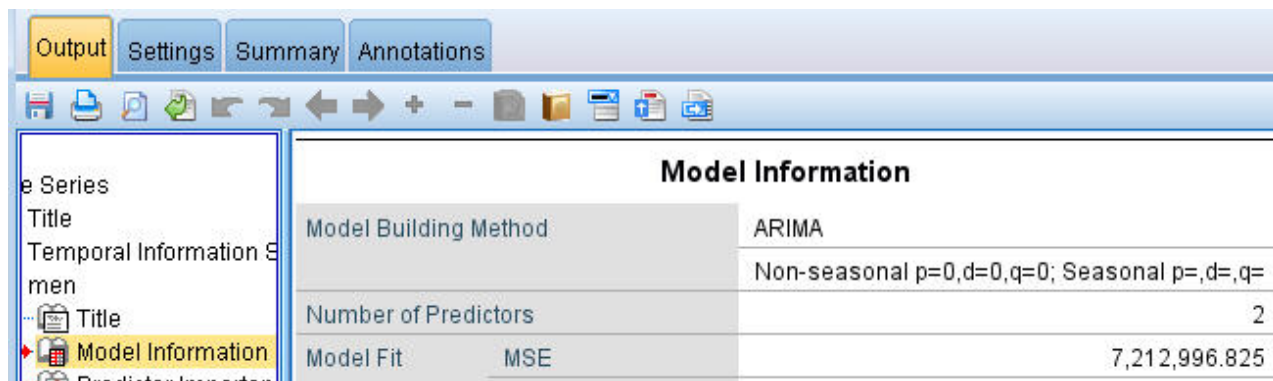 Output Settings Summary Annotations
Model Information
e Series
Title
Temporal Information S
men
Title
Model Information
Model Building Method ARIMA
Non-seasonal p=0,d=0,q=0; Seasonal p=,d=,q=
Number of Predictors 2
Model Fit MSE 7,212,996.825